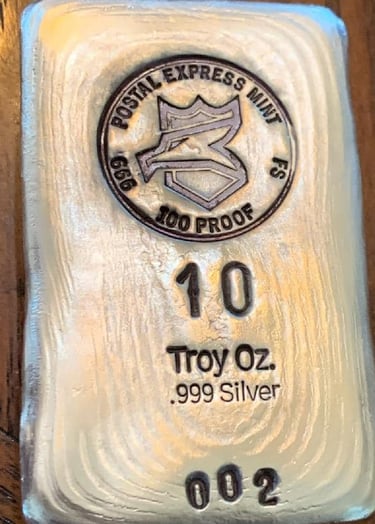 POSTAL EXPRESS MINT
999 FS
100 PROOF
10
Troy Oz.
.999 Silver
002